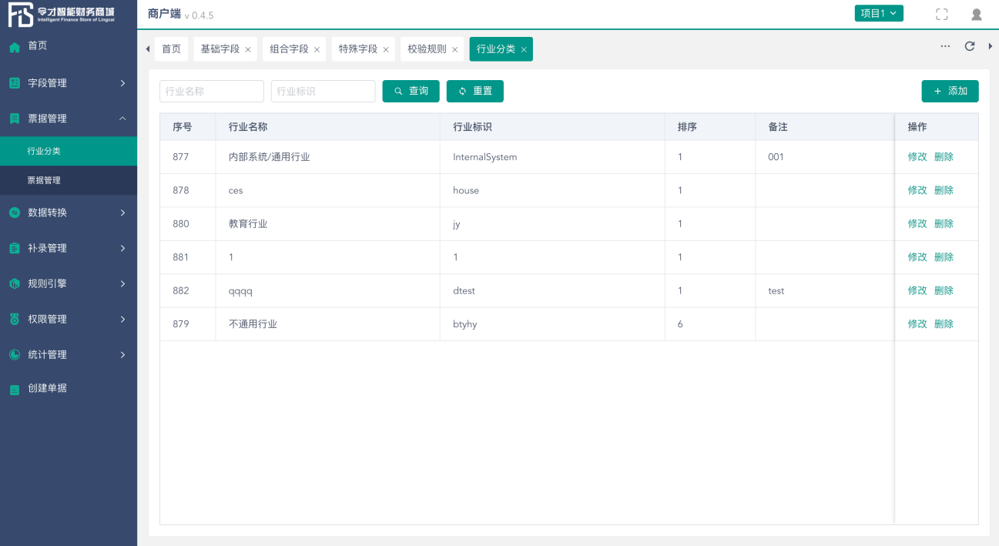 令才智能财务商城
Intelligent Finance Store of Lingcai
首页
字段管理
票据管理
行业分类
票据管理
数据转换
补录管理
规则引擎
权限管理
统计管理
创建单据
商户端 v 0.4.5 项目1
首页 基础字段 组合字段 特殊字段 校验规则 行业分类
行业名称 行业标识 查询 重置 添加
序号 行业名称 行业标识 排序 备注 操作
877 内部系统/通用行业 InternalSystem 1 001 修改 删除
878 ces house 1 修改 删除
880 教育行业 jy 1 修改 删除
881 1 1 1 修改 删除
882 qqqq dtest 1 test 修改 删除
879 不通用行业 btyhy 6 修改 删除